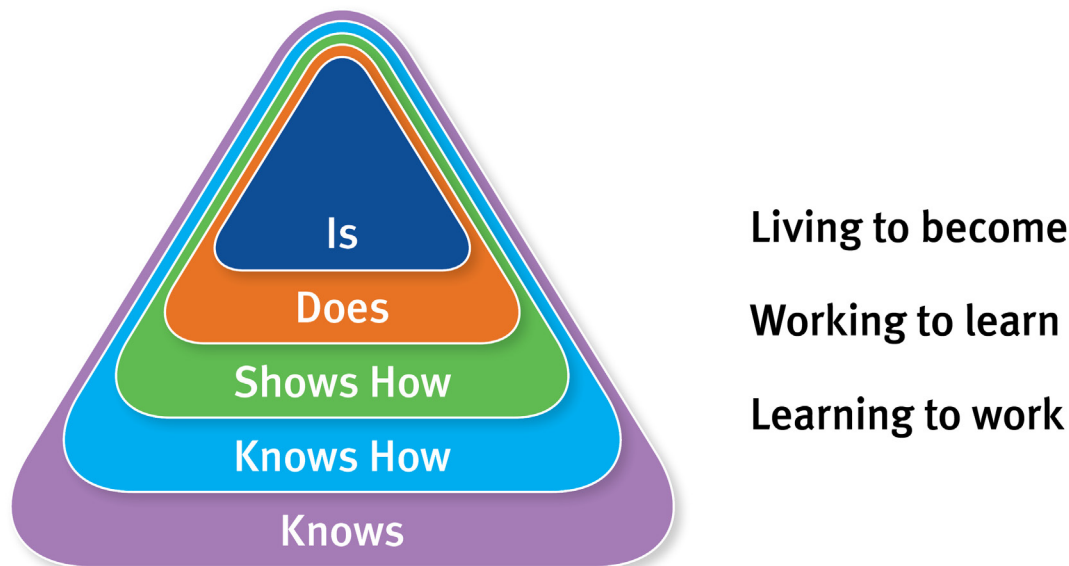 Is
Does
Shows How
Knows How
Knows
Living to become
Working to learn
Learning to work